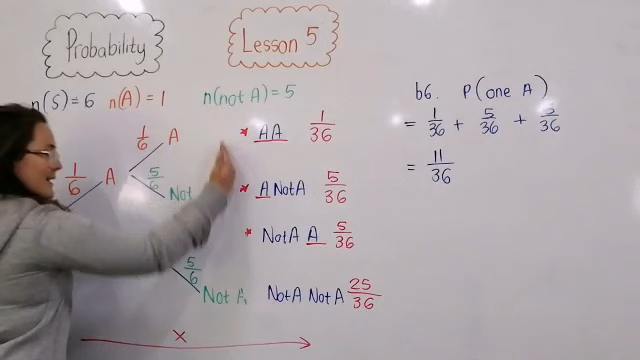 Probability
Lesson 5
n(S) = 6 n(A) = 1 n(not A) = 5
1/6 A
5/6 Not
1/6 A
5/6 Not A
* AA 1/36
* A NotA 5/36
* NotA A 5/36
NotA NotA 25/36
x
b6. P(one A)
= 1/36 + 5/36 + 5/36
= 11/36